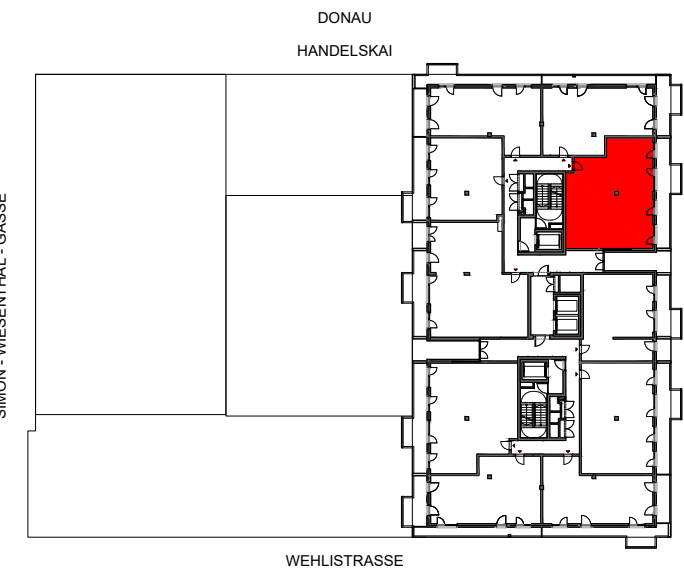 DONAU
HANDELSKAI
SIMON - WIESENTHAL - GASSE
WEHLISTRASSE